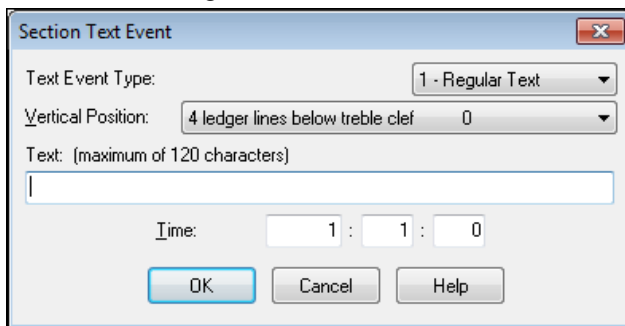 Section Text Event
Text Event Type: 1 - Regular Text
Vertical Position: 4 ledger lines below treble clef 0
Text: (maximum of 120 characters)
Time: 1 : 1 : 0
OK Cancel Help